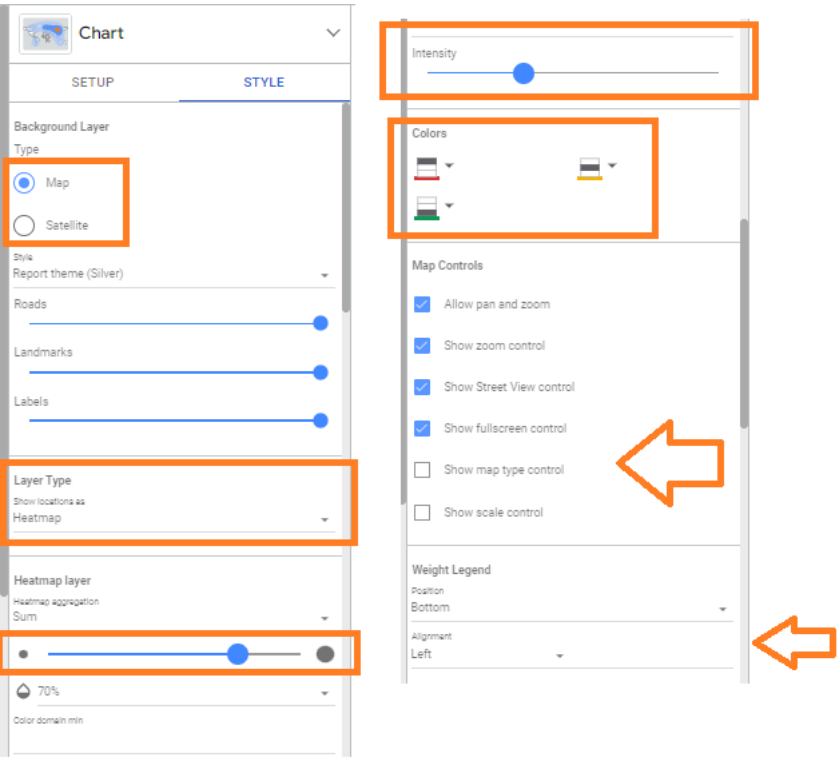 Chart
SETUP STYLE
Background Layer
Type
Map
Satellite
Style
Report theme (Silver)
Roads
Landmarks
Labels
Layer Type
Show locations as
Heatmap
Heatmap layer
Heatmap aggregation
Sum
70%
Color domain min
Intensity
Colors
Map Controls
Allow pan and zoom
Show zoom control
Show Street View control
Show fullscreen control
Show map type control
Show scale control
Weight Legend
Position
Bottom
Alignment
Left